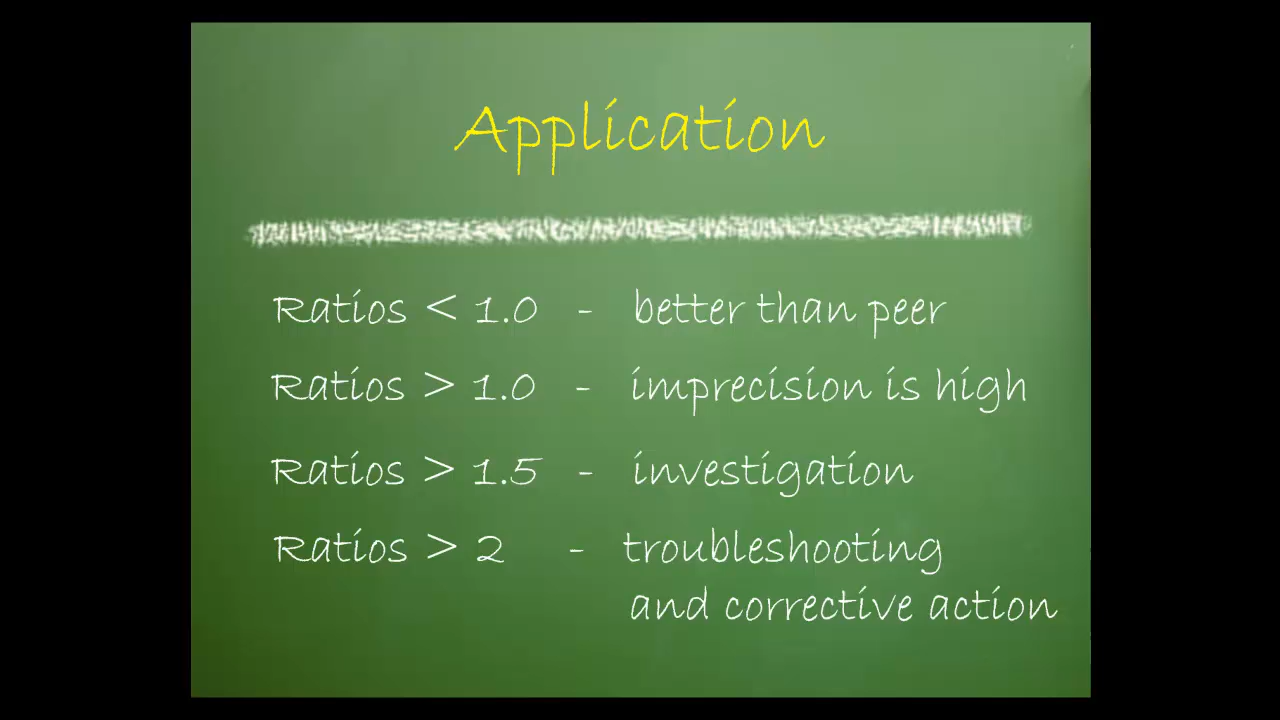 Application
Ratios < 1.0 - better than peer
Ratios > 1.0 - imprecision is high
Ratios > 1.5 - investigation
Ratios > 2 - troubleshooting
and corrective action